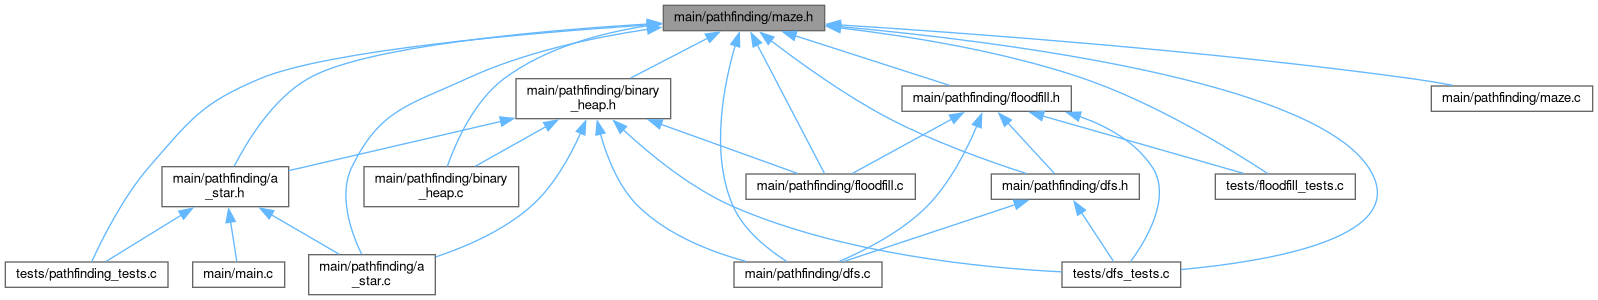 main/pathfinding/maze.h
main/pathfinding/binary
_heap.h
main/pathfinding/floodfill.h
main/pathfinding/maze.c
main/pathfinding/a
_star.h
main/pathfinding/binary
_heap.c
main/pathfinding/floodfill.c
main/pathfinding/dfs.h
tests/floodfill_tests.c
tests/pathfinding_tests.c
main/main.c
main/pathfinding/a
_star.c
main/pathfinding/dfs.c
tests/dfs_tests.c